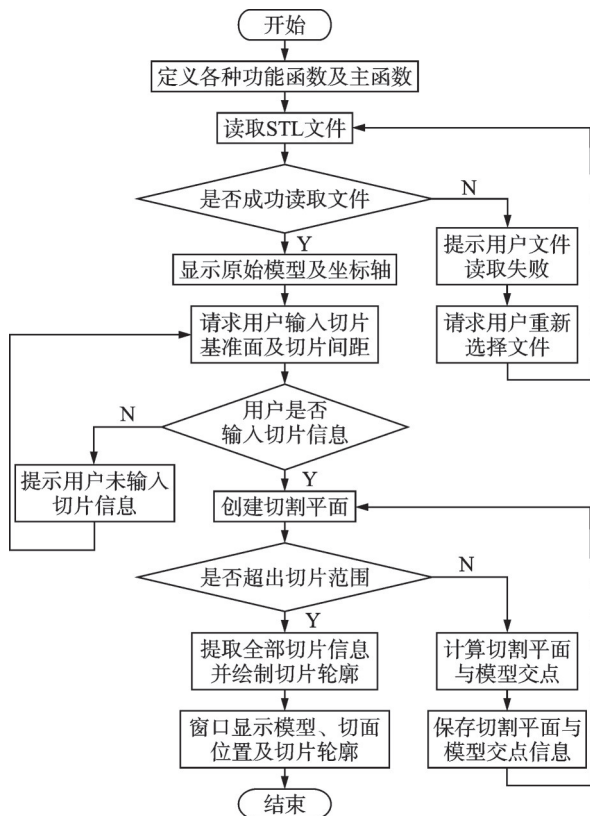 开始
定义各种功能函数及主函数
读取STL文件
是否成功读取文件
N
Y
提示用户文件
读取失败
显示原始模型及坐标轴
请求用户输入切片
基准面及切片间距
请求用户重新
选择文件
用户是否
输入切片信息
N
Y
提示用户未输入
切片信息
创建切割平面
是否超出切片范围
N
Y
提取全部切片信息
并绘制切片轮廓
计算切割平面
与模型交点
窗口显示模型、切面
位置及切片轮廓
保存切割平面与
模型交点信息
结束